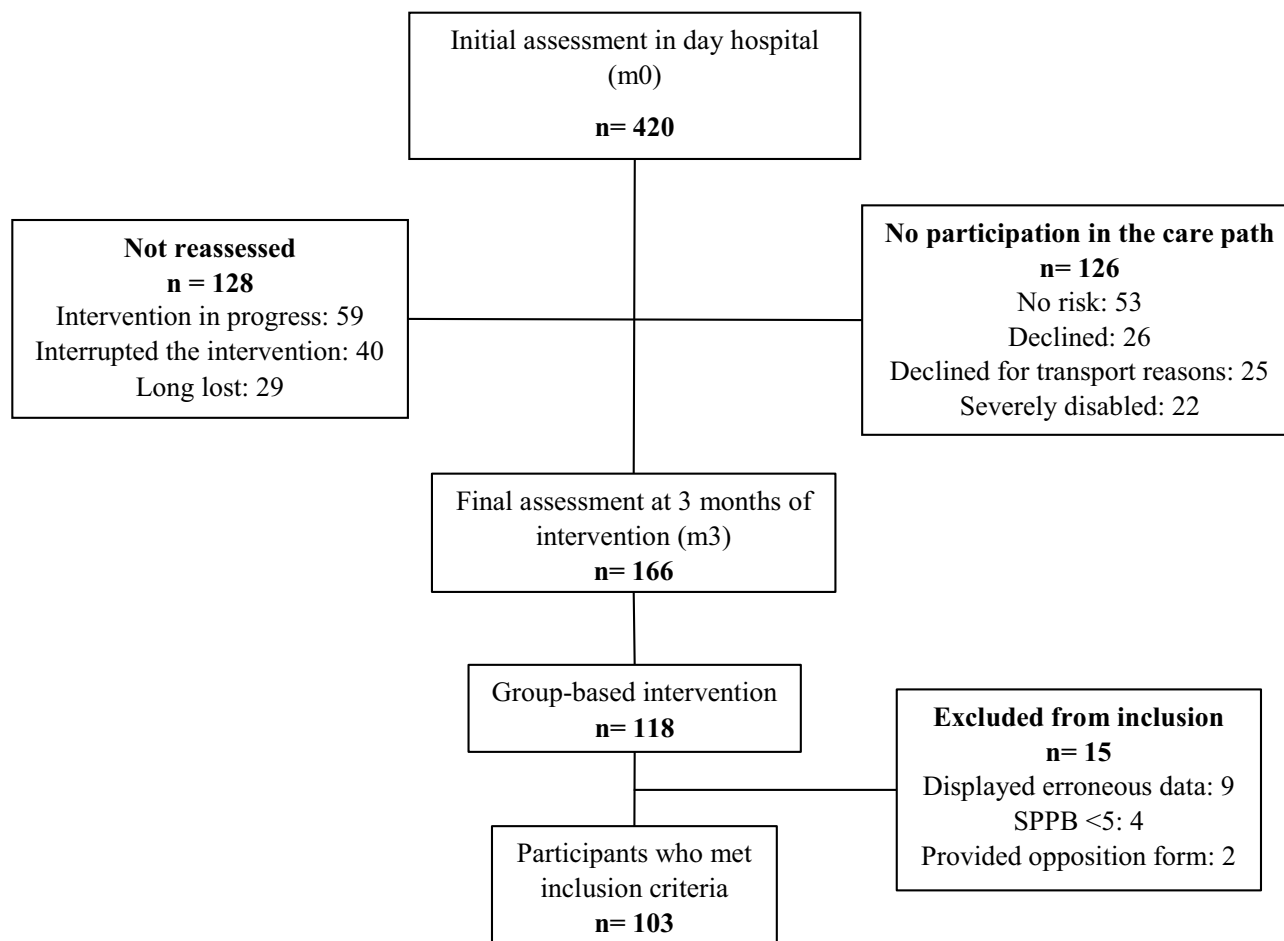 Initial assessment in day hospital
(m0)
n= 420
Not reassessed
n = 128
Intervention in progress: 59
Interrupted the intervention: 40
Long lost: 29
No participation in the care path
n= 126
No risk: 53
Declined: 26
Declined for transport reasons: 25
Severely disabled: 22
Final assessment at 3 months of
intervention (m3)
n= 166
Group-based intervention
n= 118
Excluded from inclusion
n= 15
Displayed erroneous data: 9
SPPB <5: 4
Provided opposition form: 2
Participants who met
inclusion criteria
n= 103